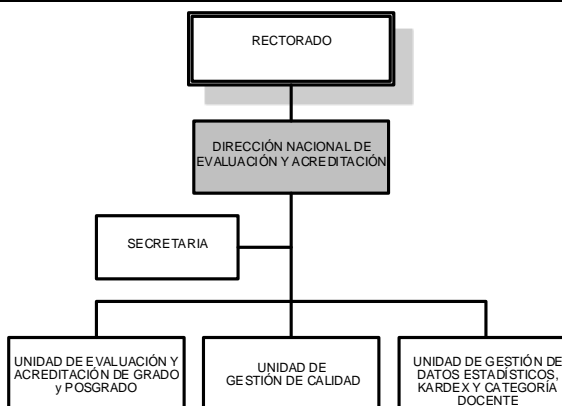 RECTORADO
DIRECCIÓN NACIONAL DE
EVALUACIÓN Y ACREDITACIÓN
SECRETARIA
UNIDAD DE EVALUACIÓN Y
ACREDITACIÓN DE GRADO
y POSGRADO
UNIDAD DE
GESTIÓN DE CALIDAD
UNIDAD DE GESTIÓN DE
DATOS ESTADÍSTICOS,
KARDEX Y CATEGORÍA
DOCENTE